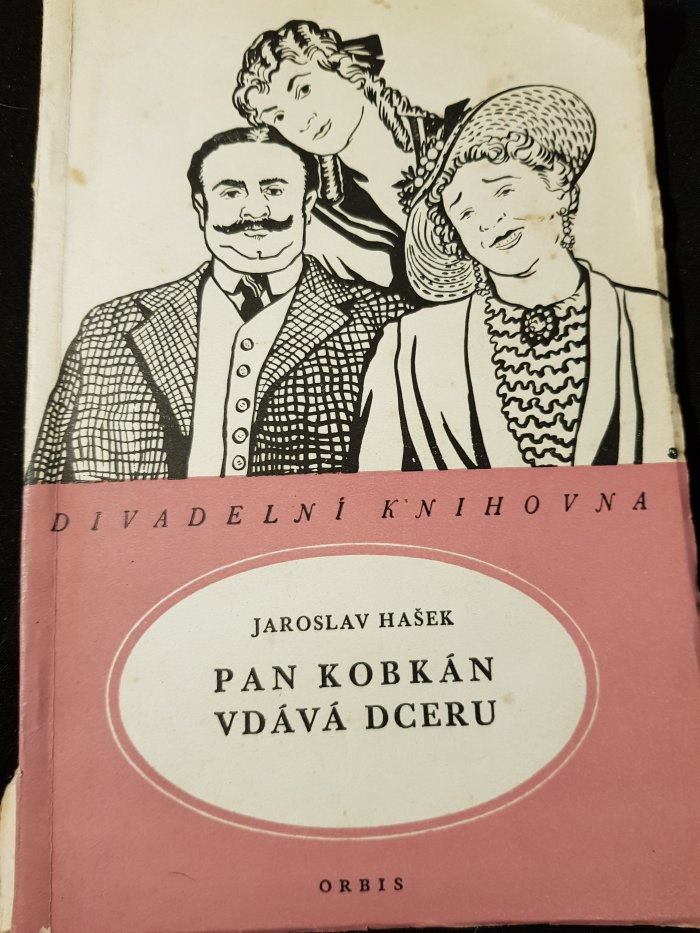 DIVADELNÍ KNIHOVNA
JAROSLAV HAŠEK
PAN KOBKÁN
VDÁVÁ DCERU
ORBIS